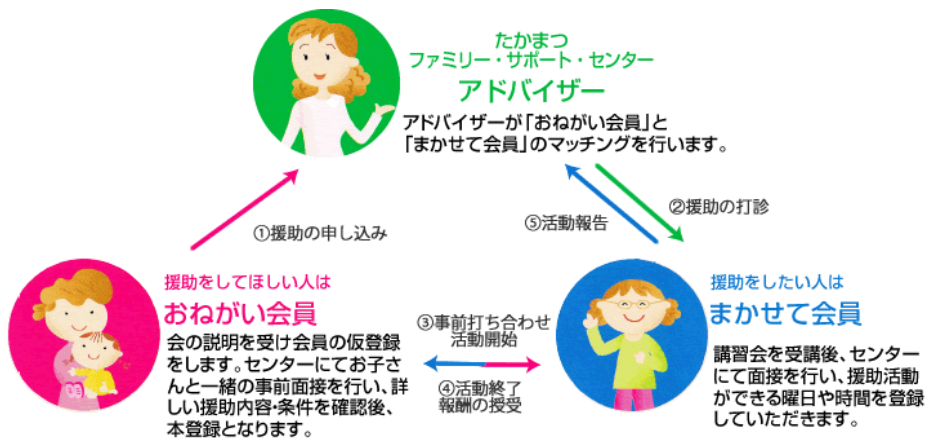 たかまつ
ファミリー・サポート・センター
アドバイザー
アドバイザーが「おねがい会員」と
「まかせて会員」のマッチングを行います。
①援助の申し込み
②援助の打診
⑤活動報告
援助をしてほしい人は
おねがい会員
会の説明を受け会員の仮登録
をします。センターにてお子さ
んと一緒の事前面接を行い、詳
しい援助内容・条件を確認後、
本登録となります。
③事前打ち合わせ
活動開始
④活動終了
報酬の授受
援助をしたい人は
まかせて会員
講習会を受講後、センター
にて面接を行い、援助活動
ができる曜日や時間を登録
していただきます。